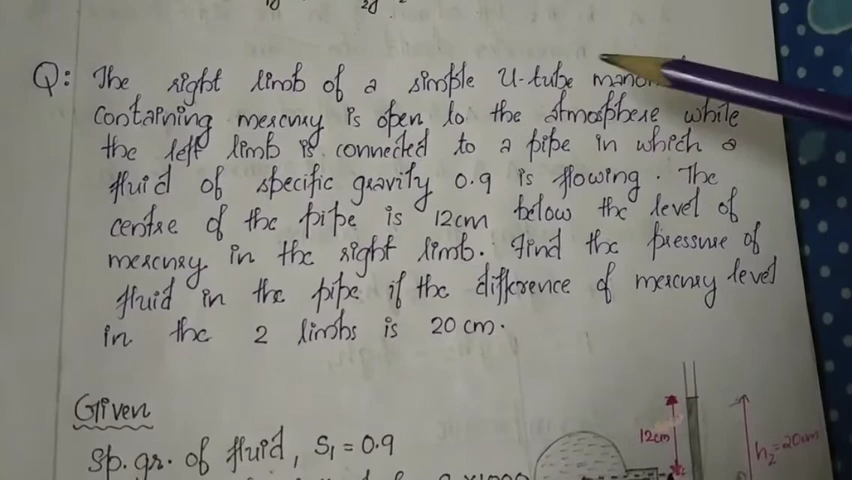 Q: The right limb of a simple U-tube
containing mercury is open to the atmosphere while
the left limb is connected to a pipe in which a
fluid of specific gravity 0.9 is flowing. The
centre of the pipe is 12cm below the level of
mercury in the right limb. Find the pressure of
fluid in the pipe if the difference of mercury level
in the 2 limbs is 20 cm.
Given
Sp. gr. of fluid, S₁ = 0.9
12cm
h₂=20cm